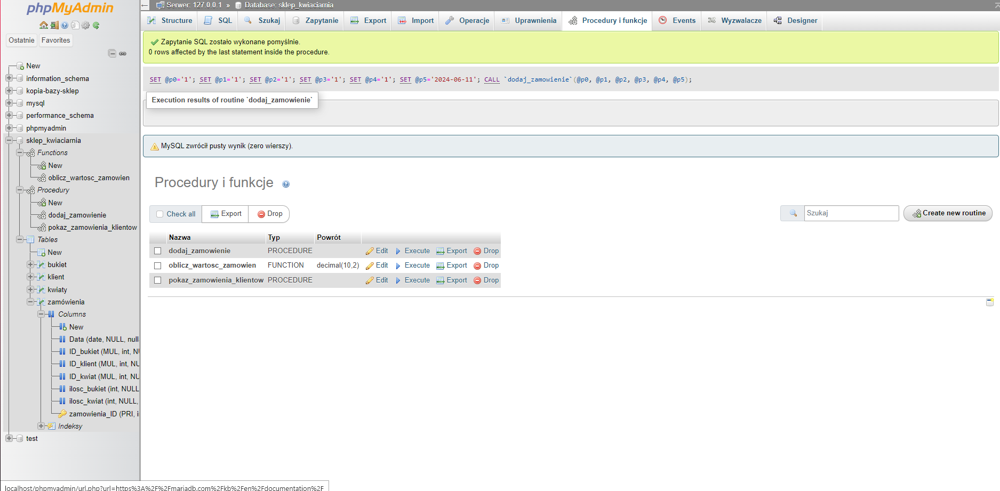 phpMyAdmin
Ostatnie
Favorites
New
information_schema
kopia-bazy-sklep
mysql
performance_schema
phpmyadmin
sklep_kwiaciarnia
Functions
New
oblicz_wartosc_zamowien
Procedury
New
dodaj_zamowienie
pokaz_zamowienia_klientow
Tables
New
bukiet
klient
kwiaty
zamówienia
Columns
New
Data (date, NULL, null
ID_bukiet (MUL, int, NU
ID_klient (MUL, int, NU
ID_kwiat (MUL, int, NU
ilosc_bukiet (int, NULL
ilosc_kwiat (int, NULL,
zamowienia_ID (PRI, i
Indeksy
test
Serwer: 127.0.0.1 » Database: sklep_kwiaciarnia
Structure SQL Szukaj Zapytanie Export Import Operacje Uprawnienia Procedury i funkcje Events Wyzwalacze Designer
Zapytanie SQL zostało wykonane pomyślnie.
0 rows affected by the last statement inside the procedure.
SET @p0='1'; SET @p1='1'; SET @p2='1'; SET @p3='1'; SET @p4='1'; SET @p5='2024-06-11'; CALL `dodaj_zamowienie`(@p0, @p1, @p2, @p3, @p4, @p5);
Execution results of routine `dodaj_zamowienie`
MySQL zwrócił pusty wynik (zero wierszy).
Procedury i funkcje
Check all Export Drop
Szukaj
Create new routine
Nazwa Typ Powrót
dodaj_zamowienie PROCEDURE Edit Execute Export Drop
oblicz_wartosc_zamowien FUNCTION decimal(10,2) Edit Execute Export Drop
pokaz_zamowienia_klientow PROCEDURE Edit Execute Export Drop
localhost/phpmyadmin/url.php?url=https%3A%2F%2Fmariadb.com%2Fkb%2Fen%2Fdocumentation%2F